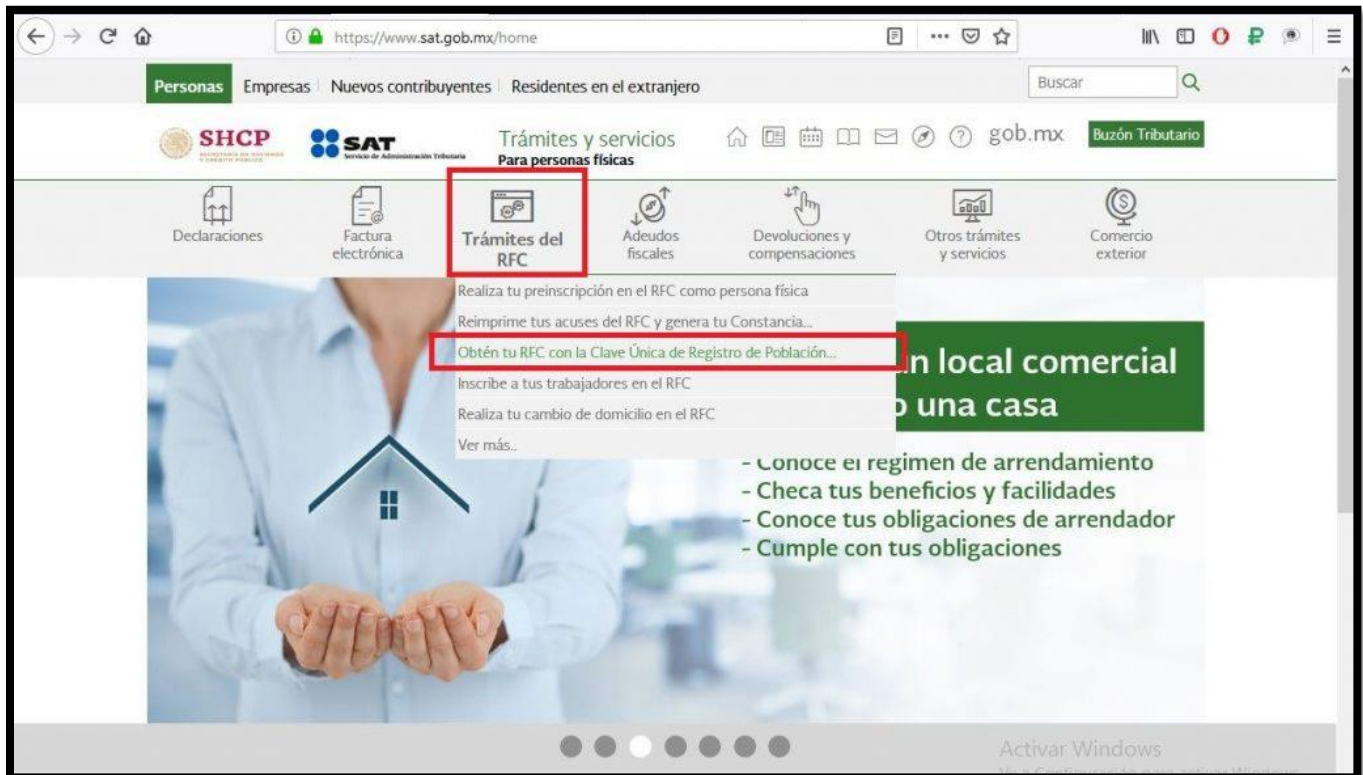 https://www.sat.gob.mx/home
Personas Empresas Nuevos contribuyentes Residentes en el extranjero Buscar
SHCP
SECRETARÍA DE HACIENDA
Y CRÉDITO PÚBLICO
SAT
Servicio de Administración Tributaria
Trámites y servicios
Para personas físicas
gob.mx Buzón Tributario
Declaraciones
Factura
electrónica
Trámites del
RFC
Adeudos
fiscales
Devoluciones y
compensaciones
Otros trámites
y servicios
Comercio
exterior
Realiza tu preinscripción en el RFC como persona física
Reimprime tus acuses del RFC y genera tu Constancia...
Obtén tu RFC con la Clave Única de Registro de Población...
Inscribe a tus trabajadores en el RFC
Realiza tu cambio de domicilio en el RFC
Ver más..
n local comercial
o una casa
- Conoce el régimen de arrendamiento
- Checa tus beneficios y facilidades
- Conoce tus obligaciones de arrendador
- Cumple con tus obligaciones
Activar Windows